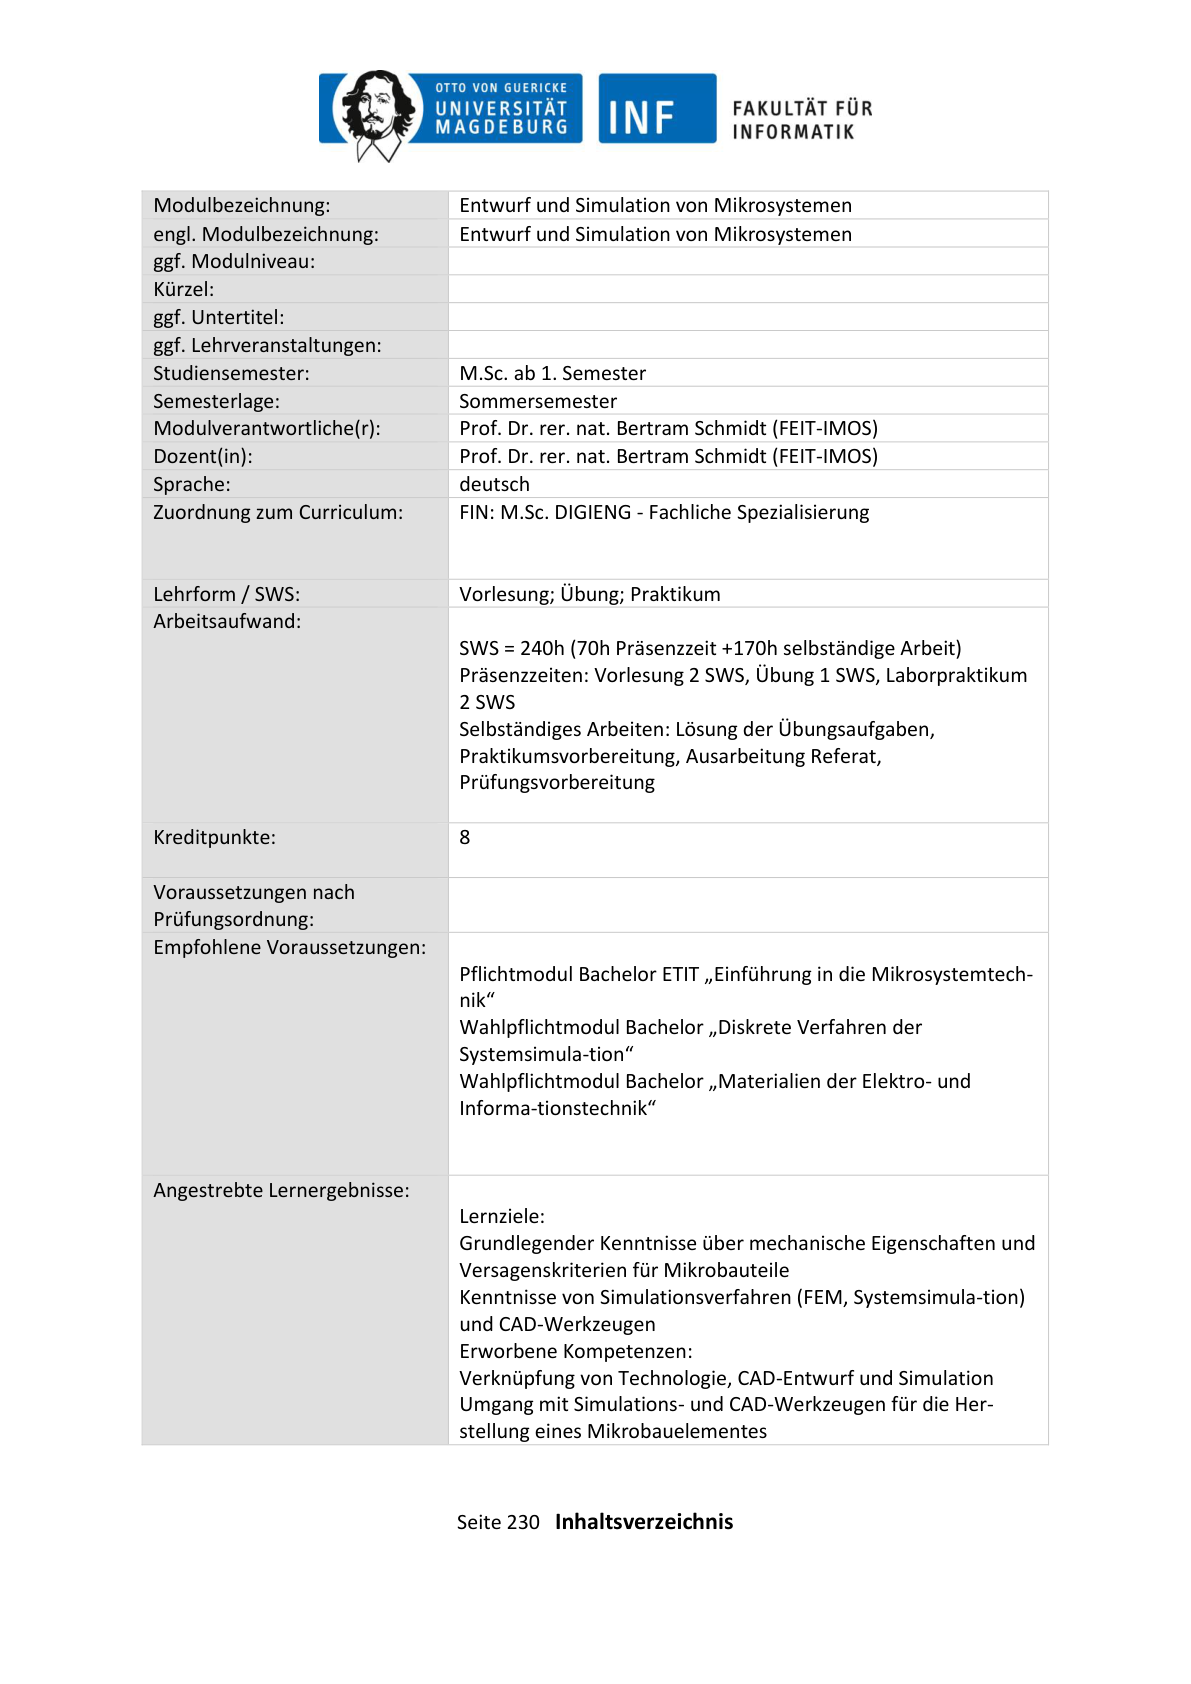 OTTO VON GUERICKE
UNIVERSITÄT
MAGDEBURG
INF
FAKULTÄT FÜR
INFORMATIK
Modulbezeichnung: Entwurf und Simulation von Mikrosystemen
engl. Modulbezeichnung: Entwurf und Simulation von Mikrosystemen
ggf. Modulniveau:
Kürzel:
ggf. Untertitel:
ggf. Lehrveranstaltungen:
Studiensemester: M.Sc. ab 1. Semester
Semesterlage: Sommersemester
Modulverantwortliche(r): Prof. Dr. rer. nat. Bertram Schmidt (FEIT-IMOS)
Dozent(in): Prof. Dr. rer. nat. Bertram Schmidt (FEIT-IMOS)
Sprache: deutsch
Zuordnung zum Curriculum: FIN: M.Sc. DIGIENG - Fachliche Spezialisierung
Lehrform / SWS: Vorlesung; Übung; Praktikum
Arbeitsaufwand:
SWS = 240h (70h Präsenzzeit +170h selbständige Arbeit)
Präsenzzeiten: Vorlesung 2 SWS, Übung 1 SWS, Laborpraktikum
2 SWS
Selbständiges Arbeiten: Lösung der Übungsaufgaben,
Praktikumsvorbereitung, Ausarbeitung Referat,
Prüfungsvorbereitung
Kreditpunkte: 8
Voraussetzungen nach
Prüfungsordnung:
Empfohlene Voraussetzungen:
Pflichtmodul Bachelor ETIT „Einführung in die Mikrosystemtech-
nik“
Wahlpflichtmodul Bachelor „Diskrete Verfahren der
Systemsimula-tion“
Wahlpflichtmodul Bachelor „Materialien der Elektro- und
Informa-tionstechnik“
Angestrebte Lernergebnisse:
Lernziele:
Grundlegender Kenntnisse über mechanische Eigenschaften und
Versagenskriterien für Mikrobauteile
Kenntnisse von Simulationsverfahren (FEM, Systemsimula-tion)
und CAD-Werkzeugen
Erworbene Kompetenzen:
Verknüpfung von Technologie, CAD-Entwurf und Simulation
Umgang mit Simulations- und CAD-Werkzeugen für die Her-
stellung eines Mikrobauelementes
Seite 230 Inhaltsverzeichnis